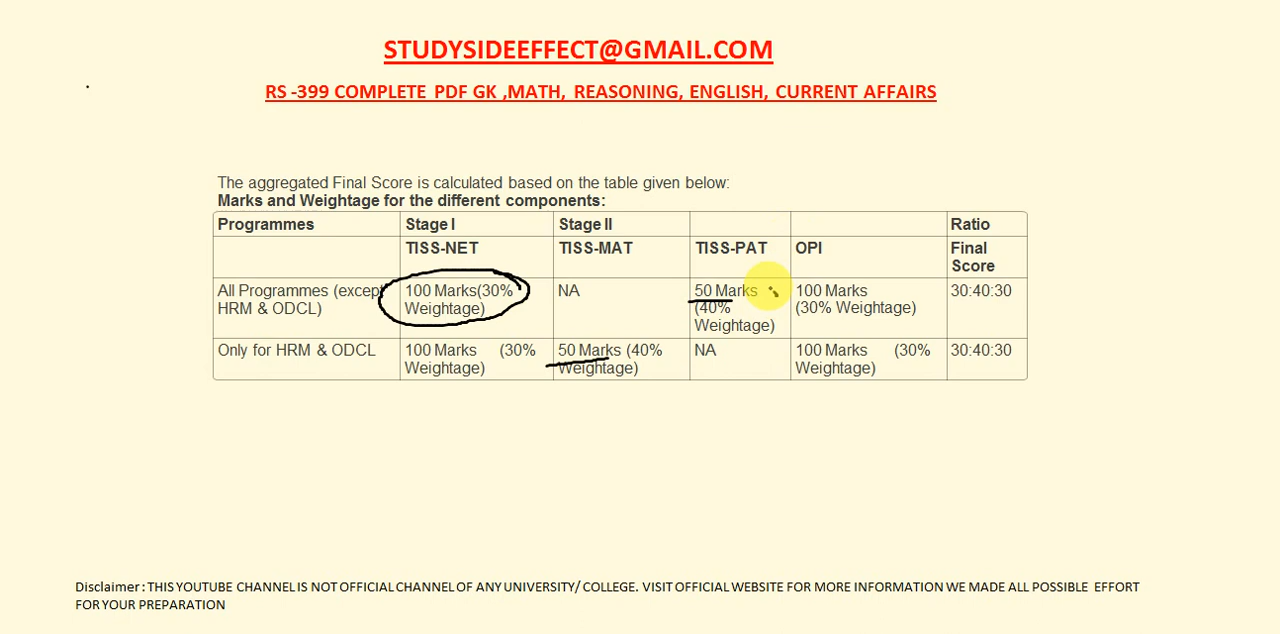 STUDYSIDEEFFECT@GMAIL.COM
RS -399 COMPLETE PDF GK ,MATH, REASONING, ENGLISH, CURRENT AFFAIRS
The aggregated Final Score is calculated based on the table given below:
Marks and Weightage for the different components:
Programmes Stage I Stage II Ratio
TISS-NET TISS-MAT TISS-PAT OPI Final
Score
All Programmes (except 100 Marks(30% NA 50 Marks 100 Marks 30:40:30
HRM & ODCL) Weightage) (40% (30% Weightage)
Weightage)
Only for HRM & ODCL 100 Marks (30% 50 Marks (40% NA 100 Marks (30% 30:40:30
Weightage) Weightage) Weightage)
Disclaimer : THIS YOUTUBE CHANNEL IS NOT OFFICIAL CHANNEL OF ANY UNIVERSITY/ COLLEGE. VISIT OFFICIAL WEBSITE FOR MORE INFORMATION WE MADE ALL POSSIBLE EFFORT
FOR YOUR PREPARATION